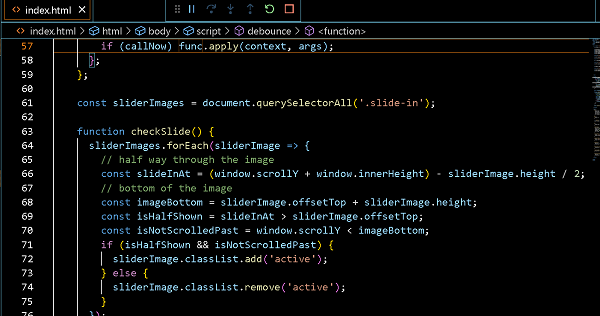 index.html
index.html > html > body > script > debounce > <function>
57 if (callNow) func.apply(context, args);
58 };
59 };
60
61 const sliderImages = document.querySelectorAll('.slide-in');
62
63 function checkSlide() {
64 sliderImages.forEach(sliderImage => {
65 // half way through the image
66 const slideInAt = (window.scrollY + window.innerHeight) - sliderImage.height / 2;
67 // bottom of the image
68 const imageBottom = sliderImage.offsetTop + sliderImage.height;
69 const isHalfShown = slideInAt > sliderImage.offsetTop;
70 const isNotScrolledPast = window.scrollY < imageBottom;
71 if (isHalfShown && isNotScrolledPast) {
72 sliderImage.classList.add('active');
73 } else {
74 sliderImage.classList.remove('active');
75 }
76 });